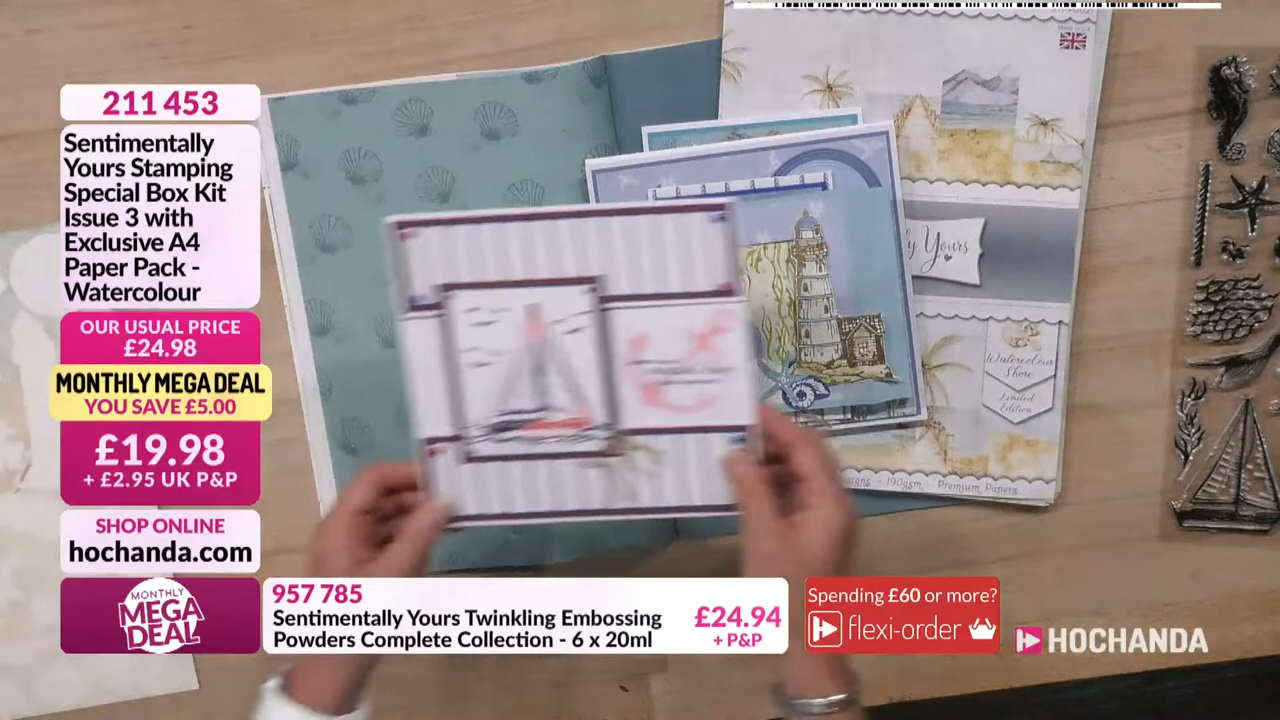 211 453
Sentimentally
Yours Stamping
Special Box Kit
Issue 3 with
Exclusive A4
Paper Pack -
Watercolour
OUR USUAL PRICE
£24.98
MONTHLY MEGA DEAL
YOU SAVE £5.00
£19.98
+ £2.95 UK P&P
SHOP ONLINE
hochanda.com
MONTHLY
MEGA
DEAL
957 785
Sentimentally Yours Twinkling Embossing
Powders Complete Collection - 6 x 20ml
£24.94
+ P&P
Spending £60 or more?
flexi-order
HOCHANDA
Yours
Watercolour
Shore
Limited
Edition
190gsm - Premium Papers